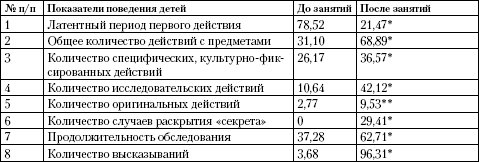 № п/п Показатели поведения детей До занятий После занятий
1 Латентный период первого действия 78,52 21,47*
2 Общее количество действий с предметами 31,10 68,89*
3 Количество специфических, культурно-фик-
сированных действий 26,17 36,57*
4 Количество исследовательских действий 10,64 42,12*
5 Количество оригинальных действий 2,77 9,53**
6 Количество случаев раскрытия «секрета» 0 29,41*
7 Продолжительность обследования 37,28 62,71*
8 Количество высказываний 3,68 96,31*